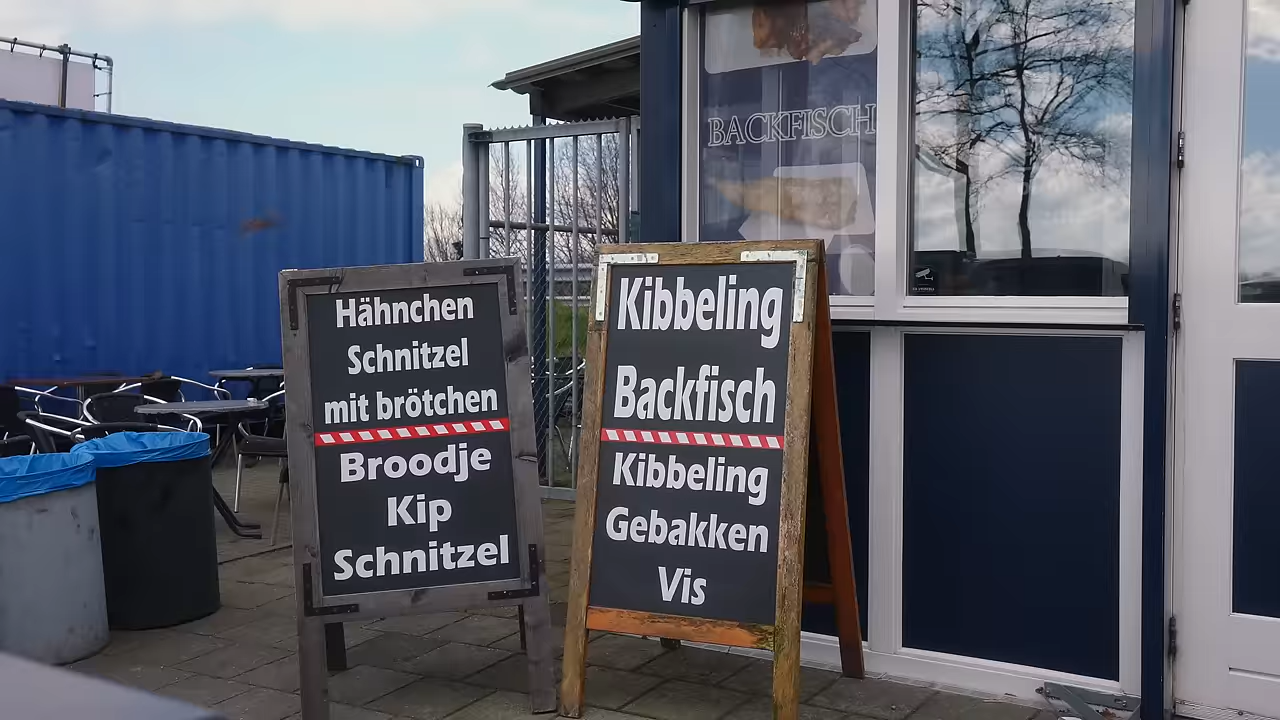 BACKFISCH
Hähnchen
Schnitzel
mit brötchen
Broodje
Kip
Schnitzel
Kibbeling
Backfisch
Kibbeling
Gebakken
Vis